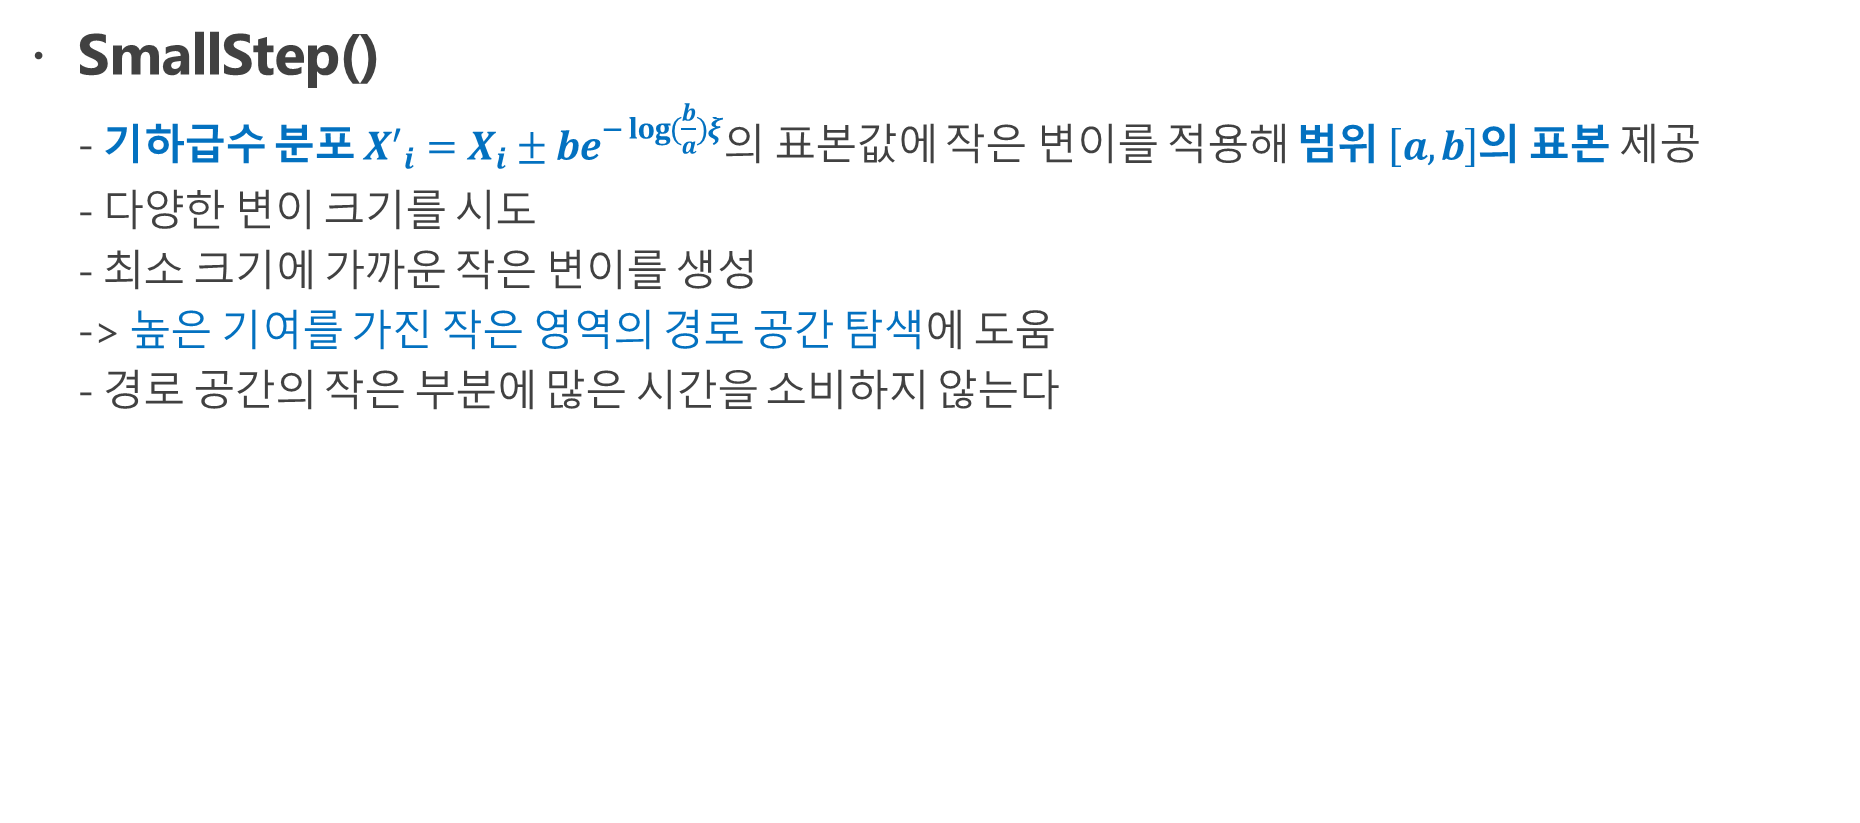 · SmallStep()
- 기하급수 분포 X′ᵢ = Xᵢ ± be^(− log(b/a)ξ)의 표본값에 작은 변이를 적용해 범위 [a, b]의 표본 제공
- 다양한 변이 크기를 시도
- 최소 크기에 가까운 작은 변이를 생성
-> 높은 기여를 가진 작은 영역의 경로 공간 탐색에 도움
- 경로 공간의 작은 부분에 많은 시간을 소비하지 않는다